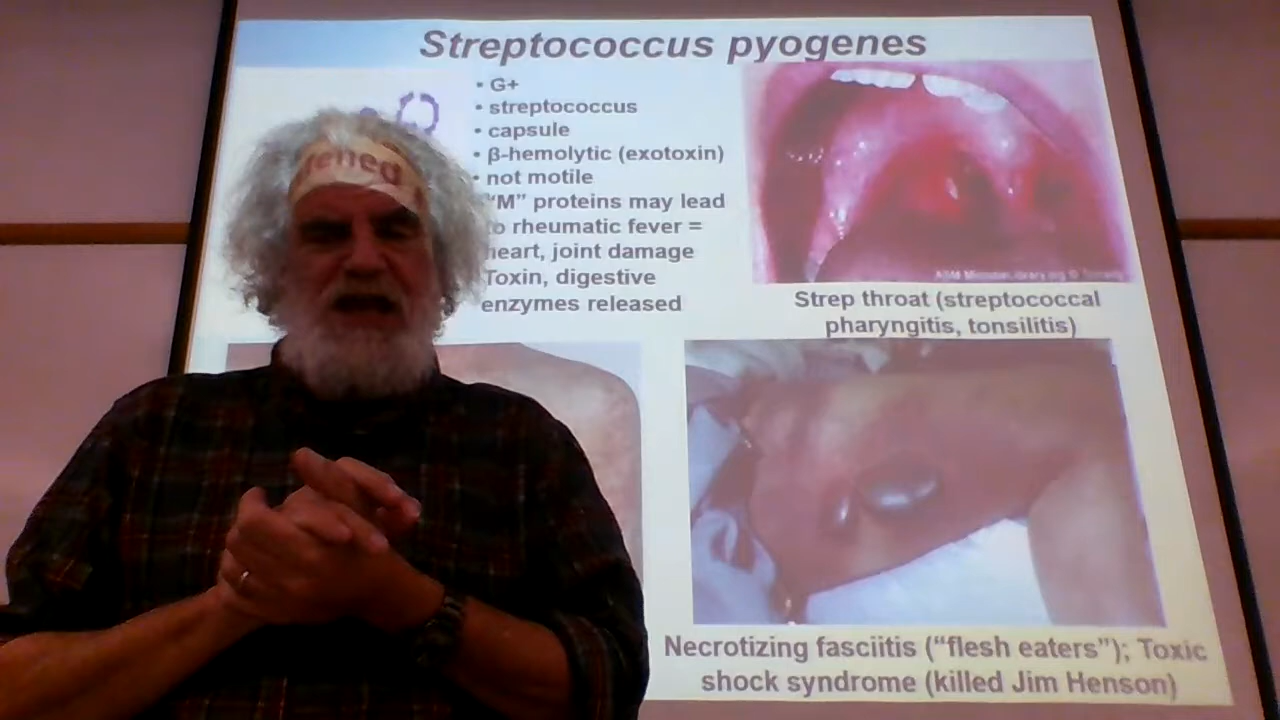 Streptococcus pyogenes
• G+
• streptococcus
• capsule
• β-hemolytic (exotoxin)
• not motile
"M" proteins may lead
to rheumatic fever =
heart, joint damage
Toxin, digestive
enzymes released
Strep throat (streptococcal
pharyngitis, tonsilitis)
Necrotizing fasciitis ("flesh eaters"); Toxic
shock syndrome (killed Jim Henson)